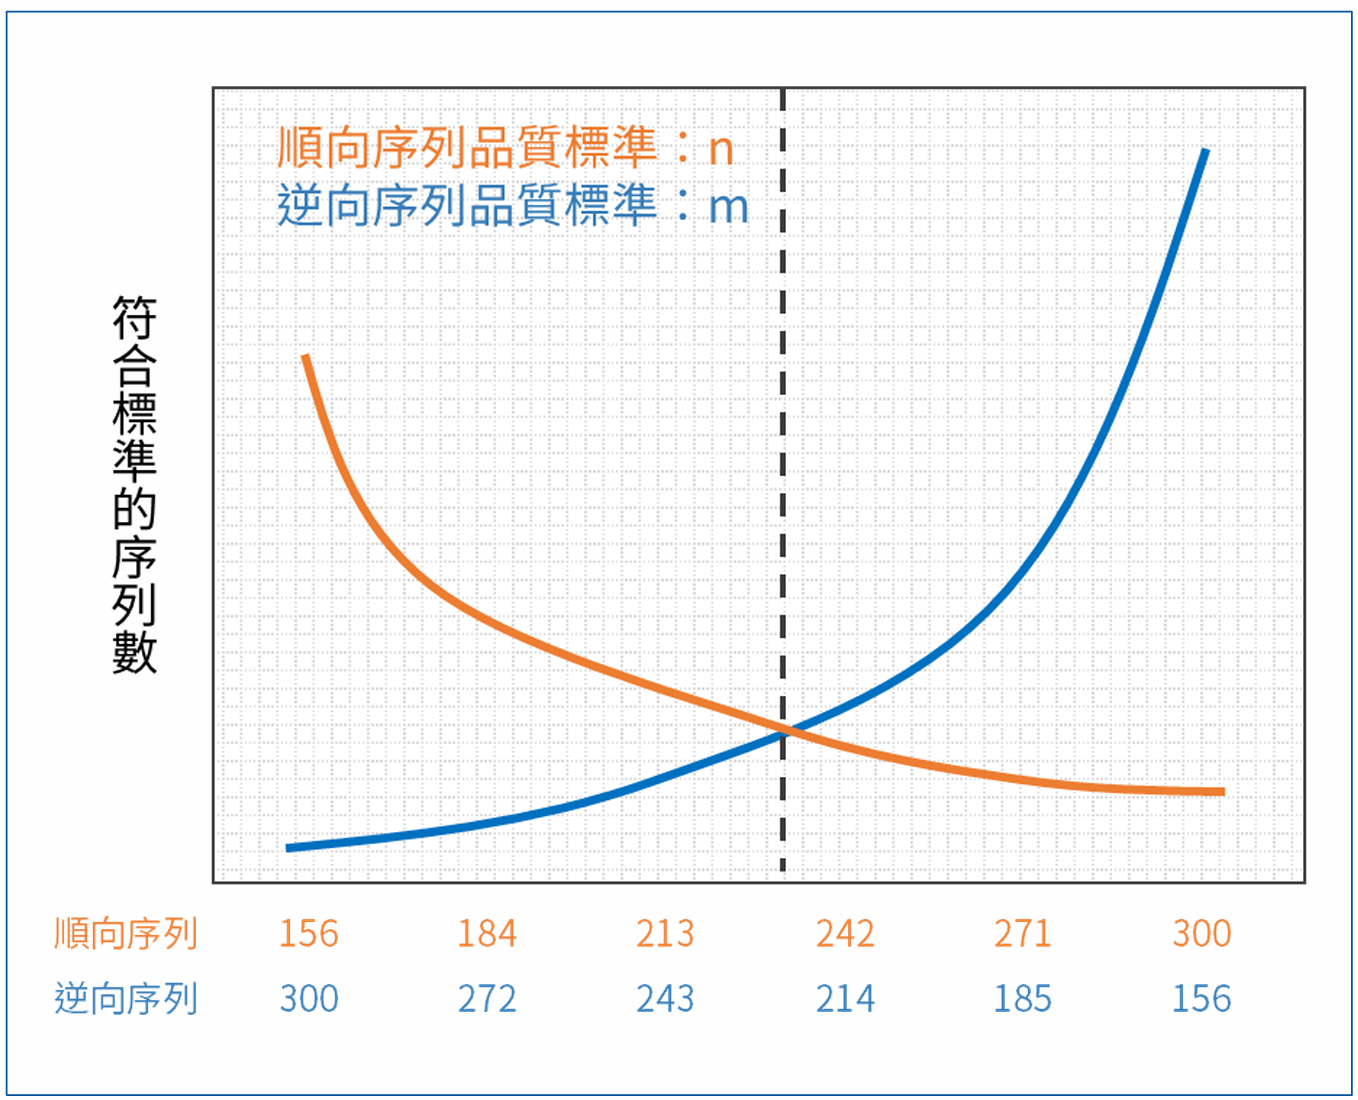 順向序列品質標準：n
逆向序列品質標準：m
符合標準的序列數
順向序列 156 184 213 242 271 300
逆向序列 300 272 243 214 185 156